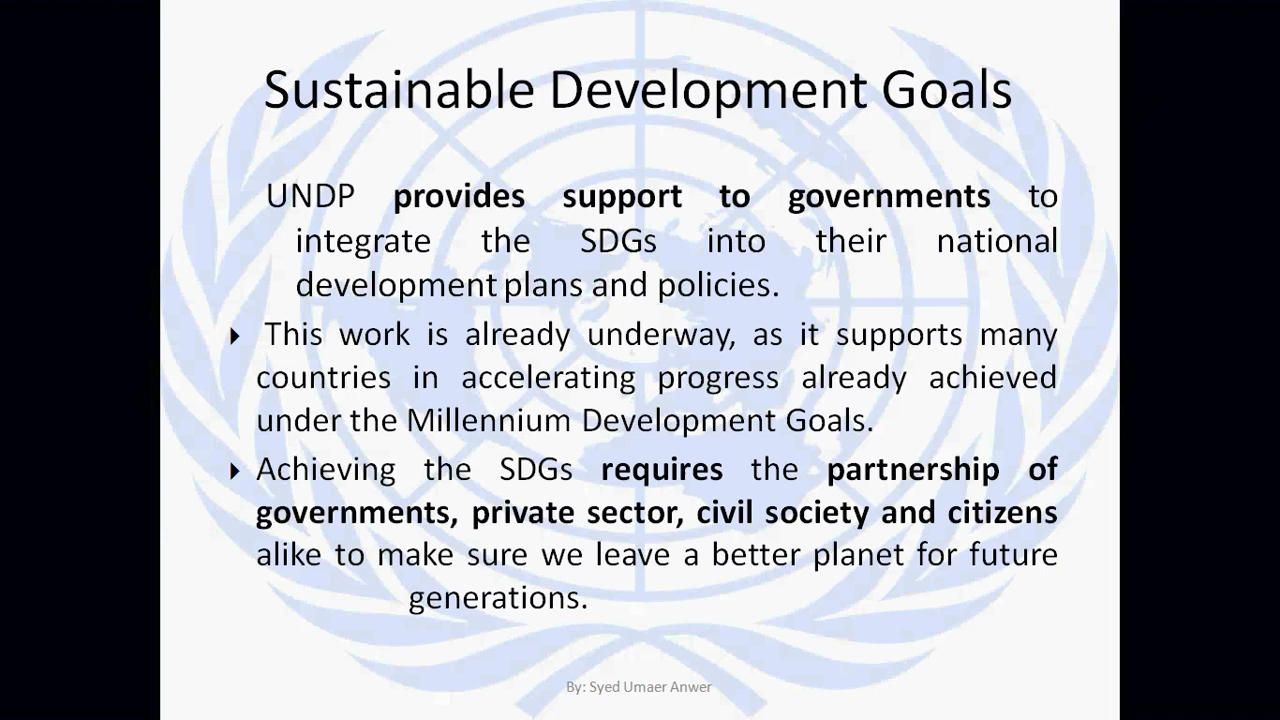 Sustainable Development Goals
UNDP provides support to governments to
integrate the SDGs into their national
development plans and policies.
This work is already underway, as it supports many
countries in accelerating progress already achieved
under the Millennium Development Goals.
Achieving the SDGs requires the partnership of
governments, private sector, civil society and citizens
alike to make sure we leave a better planet for future
generations.
By: Syed Umaer Anwer